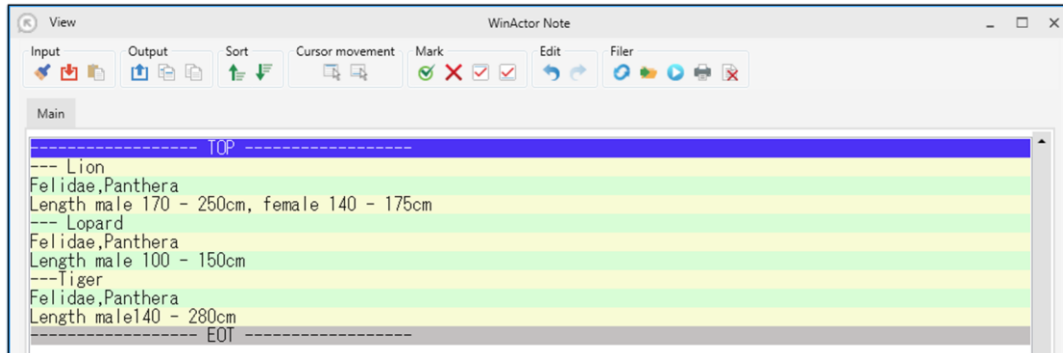 View WinActor Note
Input Output Sort Cursor movement Mark Edit Filer
Main
------------------ TOP ------------------
--- Lion
Felidae,Panthera
Length male 170 - 250cm, female 140 - 175cm
--- Lopard
Felidae,Panthera
Length male 100 - 150cm
---Tiger
Felidae,Panthera
Length male140 - 280cm
------------------ EOT ------------------